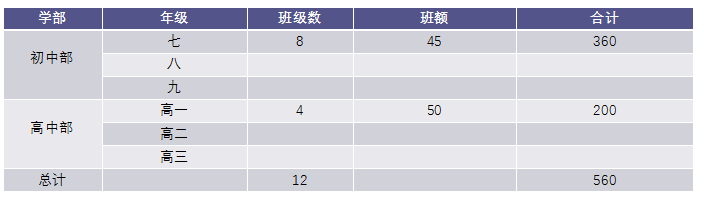 学部 年级 班级数 班额 合计
初中部 七 8 45 360
八
九
高中部 高一 4 50 200
高二
高三
总计 12 560